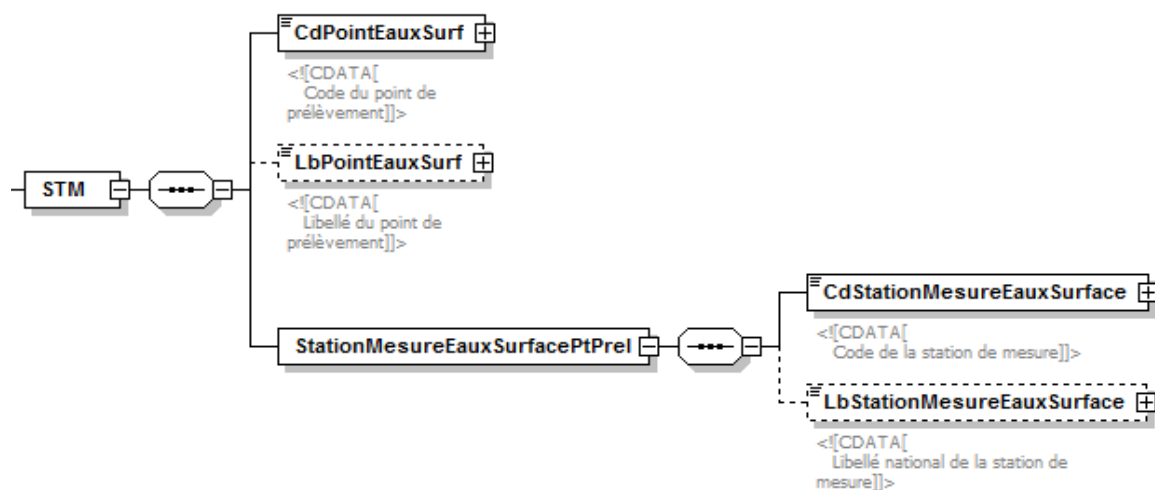 CdPointEauxSurf
<![CDATA[
Code du point de
prélèvement]]>
LbPointEauxSurf
<![CDATA[
Libellé du point de
prélèvement]]>
STM
StationMesureEauxSurfacePtPrel
CdStationMesureEauxSurface
<![CDATA[
Code de la station de mesure]]>
LbStationMesureEauxSurface
<![CDATA[
Libellé national de la station de
mesure]]>